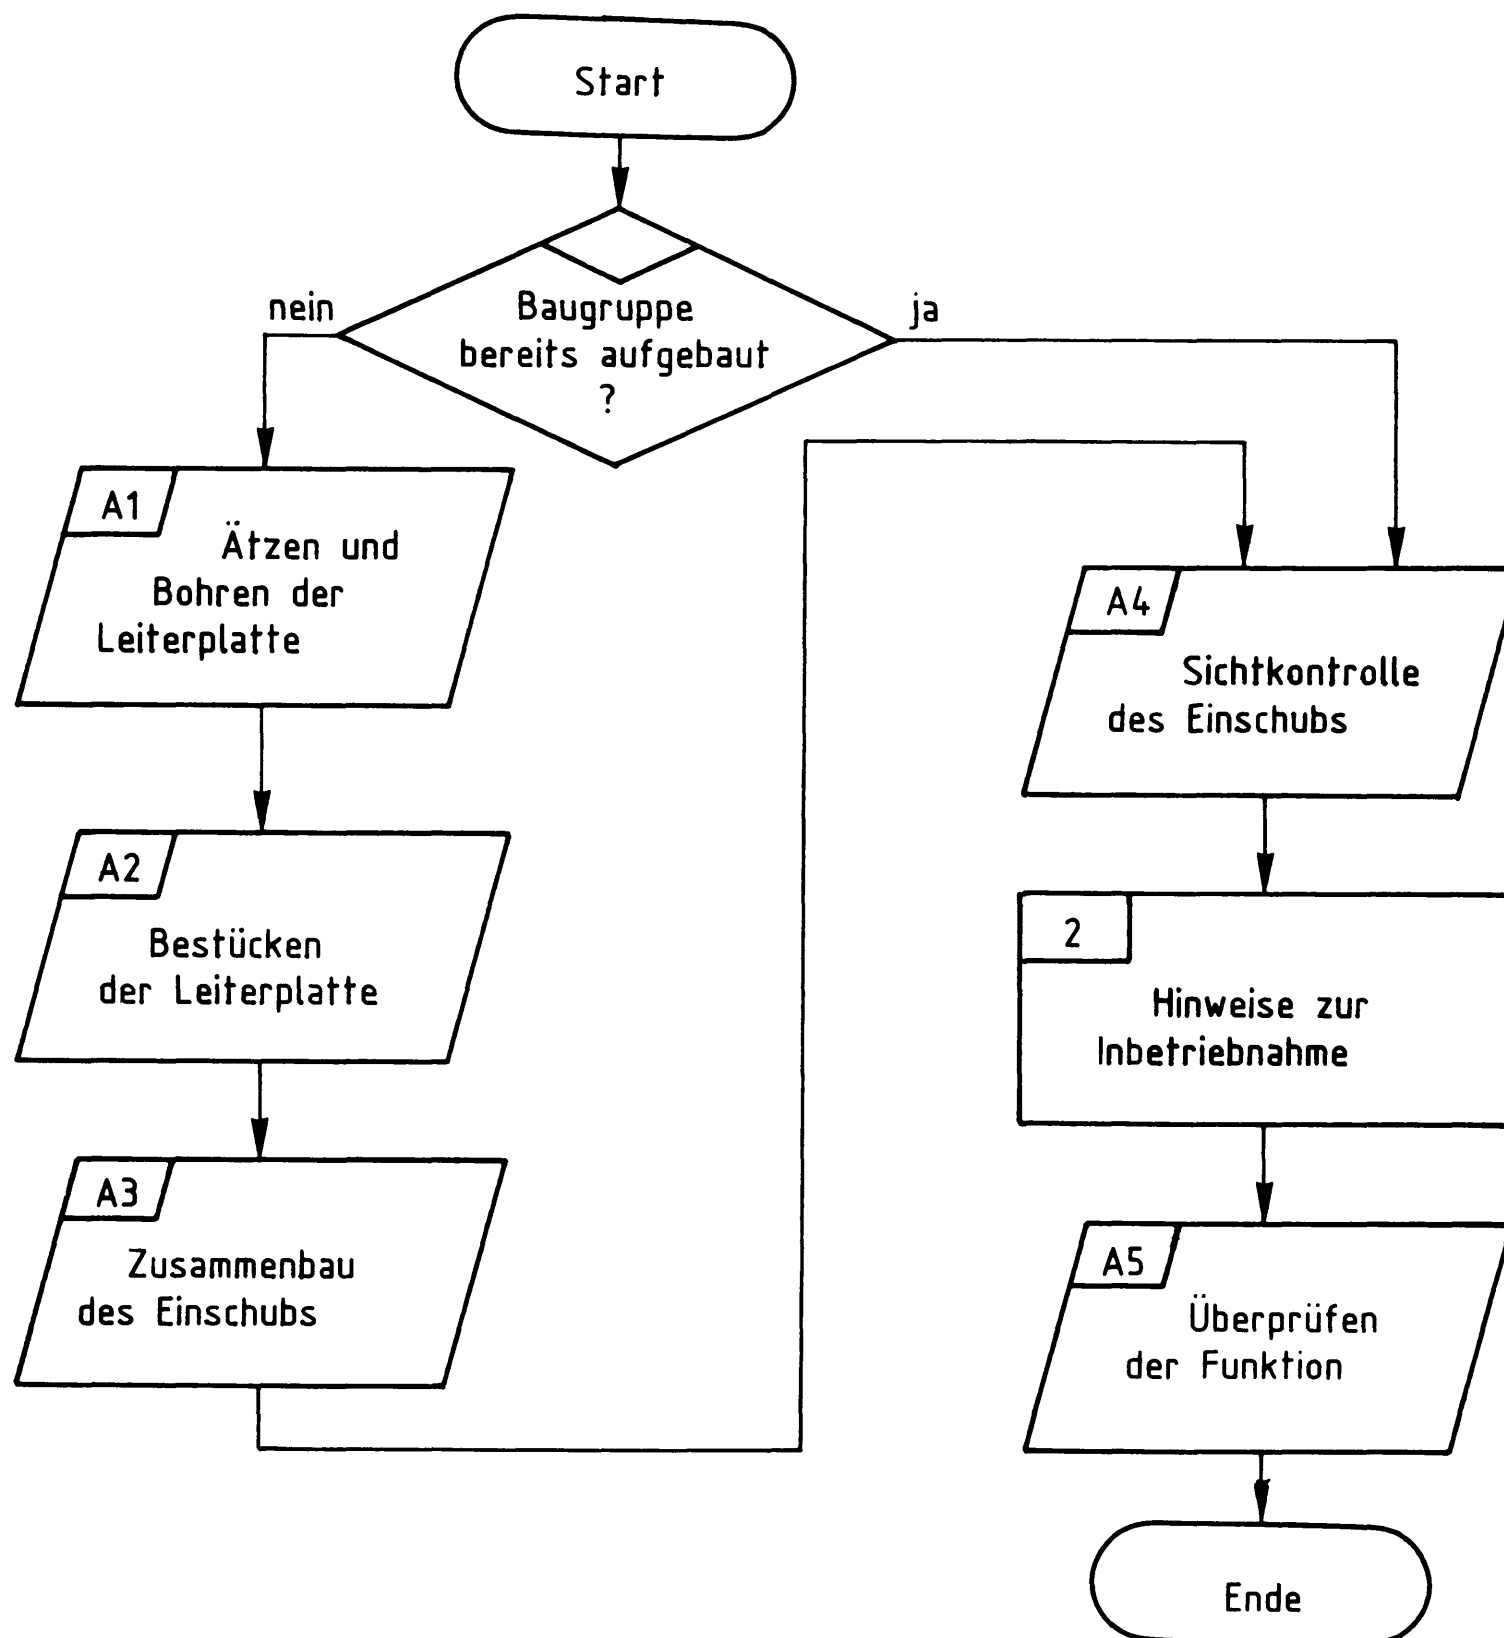 Start
nein
Baugruppe
bereits aufgebaut
?
ja
A1
Ätzen und
Bohren der
Leiterplatte
A2
Bestücken
der Leiterplatte
A3
Zusammenbau
des Einschubs
A4
Sichtkontrolle
des Einschubs
2
Hinweise zur
Inbetriebnahme
A5
Überprüfen
der Funktion
Ende